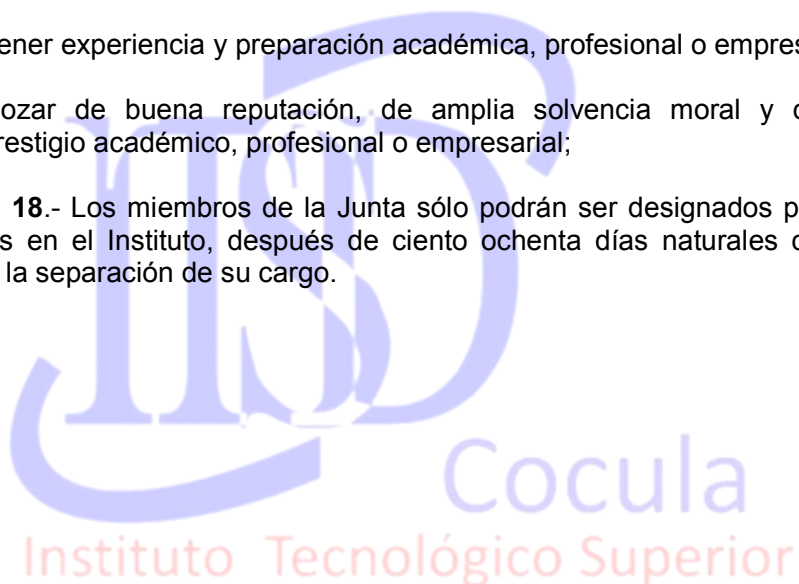 ener experiencia y preparación académica, profesional o empres
ozar de buena reputación, de amplia solvencia moral y
restigio académico, profesional o empresarial;
18.- Los miembros de la Junta sólo podrán ser designados p
s en el Instituto, después de ciento ochenta días naturales
la separación de su cargo.
Cocula
Instituto Tecnológico Superior